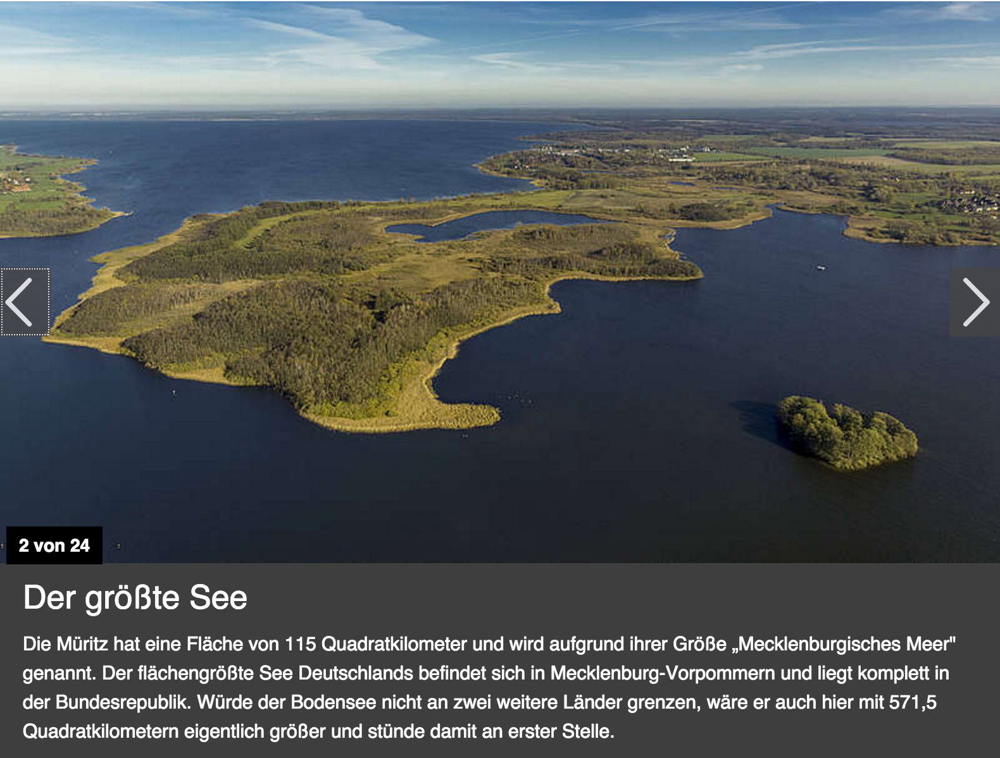 2 von 24
Der größte See
Die Müritz hat eine Fläche von 115 Quadratkilometer und wird aufgrund ihrer Größe „Mecklenburgisches Meer"
genannt. Der flächengrößte See Deutschlands befindet sich in Mecklenburg-Vorpommern und liegt komplett in
der Bundesrepublik. Würde der Bodensee nicht an zwei weitere Länder grenzen, wäre er auch hier mit 571,5
Quadratkilometern eigentlich größer und stünde damit an erster Stelle.